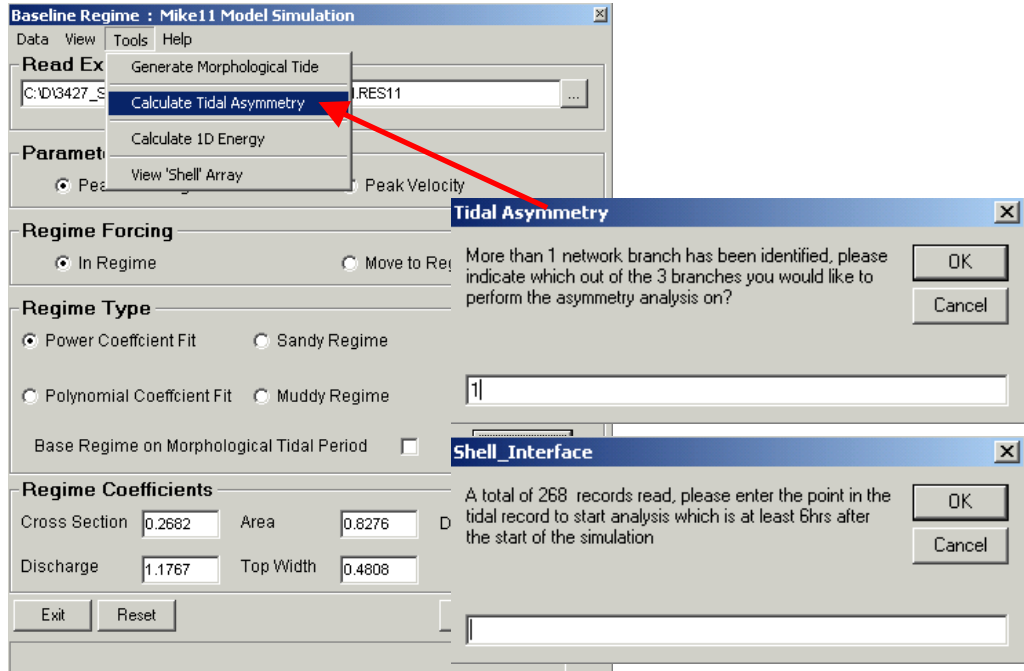 Baseline Regime : Mike11 Model Simulation
Data View Tools Help
Read Ex
Generate Morphological Tide
C:\D\3427_S
.RES11
...
Calculate Tidal Asymmetry
Calculate 1D Energy
Paramet
View 'Shell' Array
Pea
Peak Velocity
Regime Forcing
In Regime
Move to Reg
Regime Type
Power Coeffcient Fit
Sandy Regime
Polynomial Coeffcient Fit
Muddy Regime
Base Regime on Morphological Tidal Period
Regime Coefficients
Cross Section 0.2682 Area 0.8276 D
Discharge 1.1767 Top Width 0.4808
Exit Reset
Tidal Asymmetry
More than 1 network branch has been identified, please
indicate which out of the 3 branches you would like to
perform the asymmetry analysis on?
OK
Cancel
1
Shell_Interface
A total of 268 records read, please enter the point in the
tidal record to start analysis which is at least 6hrs after
the start of the simulation
OK
Cancel